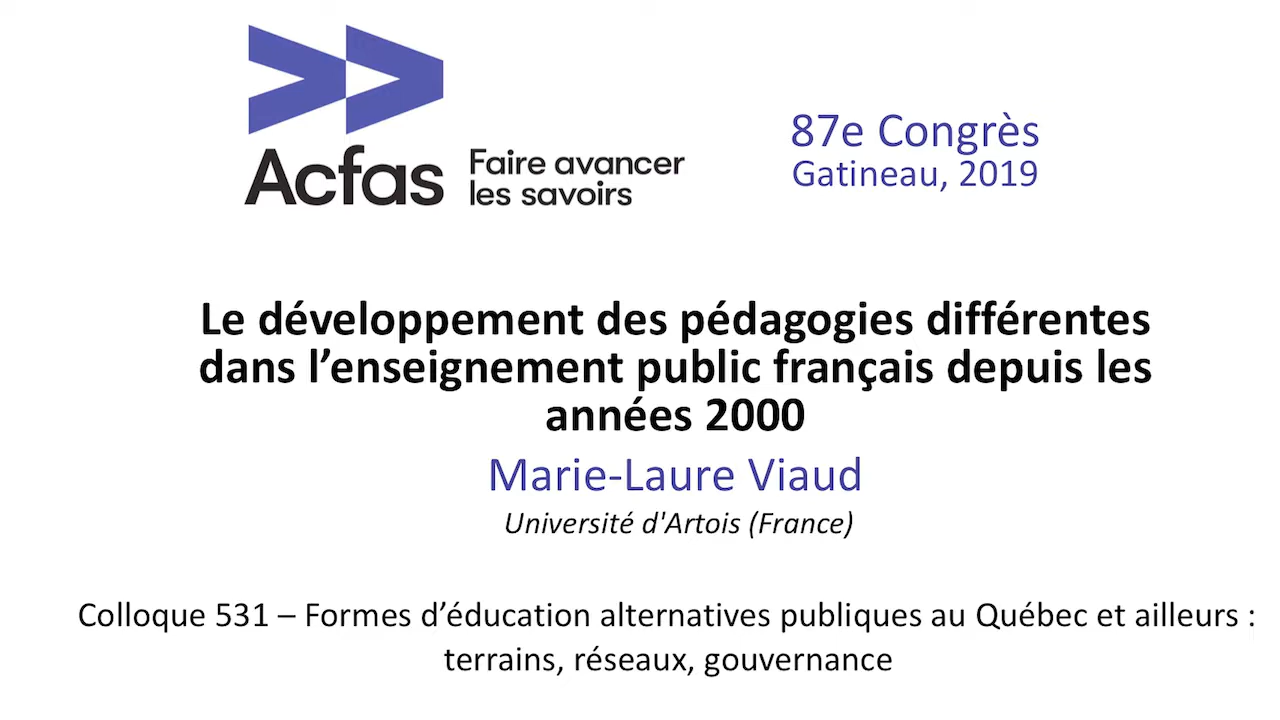 Acfas
Faire avancer
les savoirs
87e Congrès
Gatineau, 2019
Le développement des pédagogies différentes
dans l’enseignement public français depuis les
années 2000
Marie-Laure Viaud
Université d'Artois (France)
Colloque 531 – Formes d’éducation alternatives publiques au Québec et ailleurs :
terrains, réseaux, gouvernance